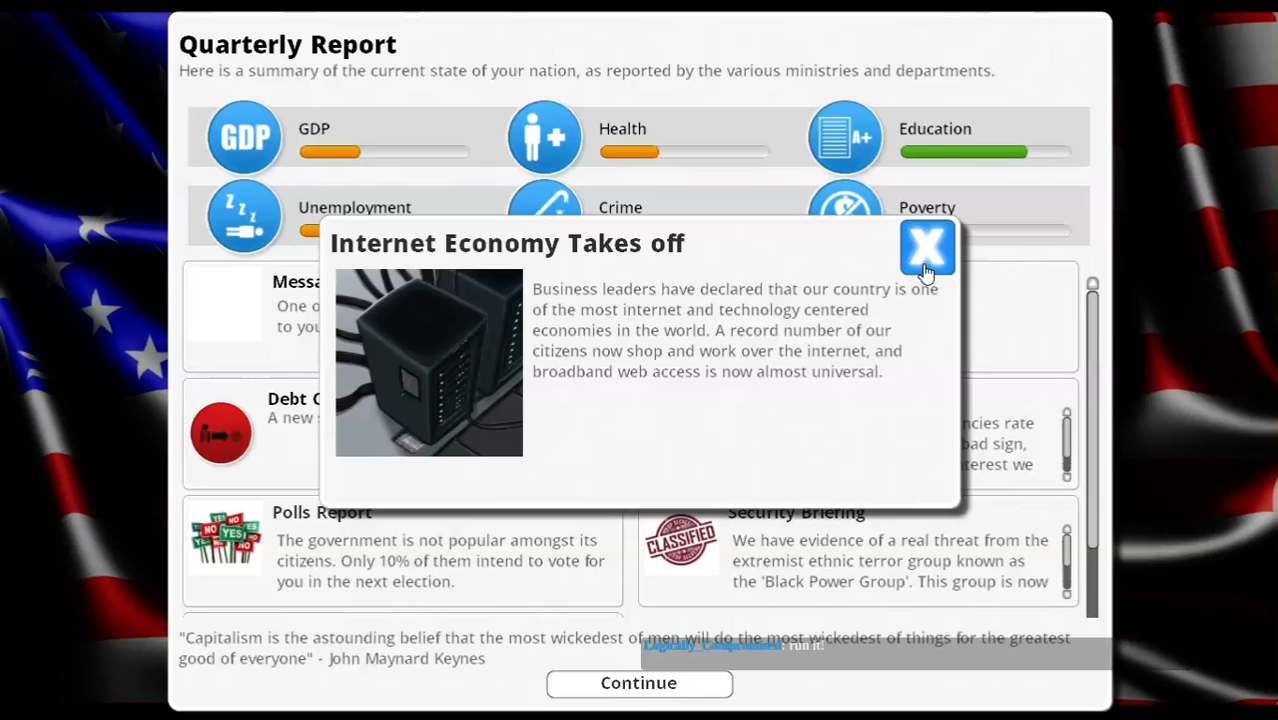 Quarterly Report
Here is a summary of the current state of your nation, as reported by the various ministries and departments.
GDP
GDP
Health
A+
Education
Z
Z
Z
Unemployment
Crime
Poverty
Internet Economy Takes off
X
Business leaders have declared that our country is one
of the most internet and technology centered
economies in the world. A record number of our
citizens now shop and work over the internet, and
broadband web access is now almost universal.
One o
to you
Debt
A new
ncies rate
bad sign,
terest we
Polls Report
NO
YES
NO
YES
NO
YES
The government is not popular amongst its
citizens. Only 10% of them intend to vote for
you in the next election.
Security Briefing
CLASSIFIED
We have evidence of a real threat from the
extremist ethnic terror group known as
the 'Black Power Group'. This group is now
"Capitalism is the astounding belief that the most wickedest of men will do the most wickedest of things for the greatest
good of everyone" - John Maynard Keynes
Logically_Compromised: run it!
Continue